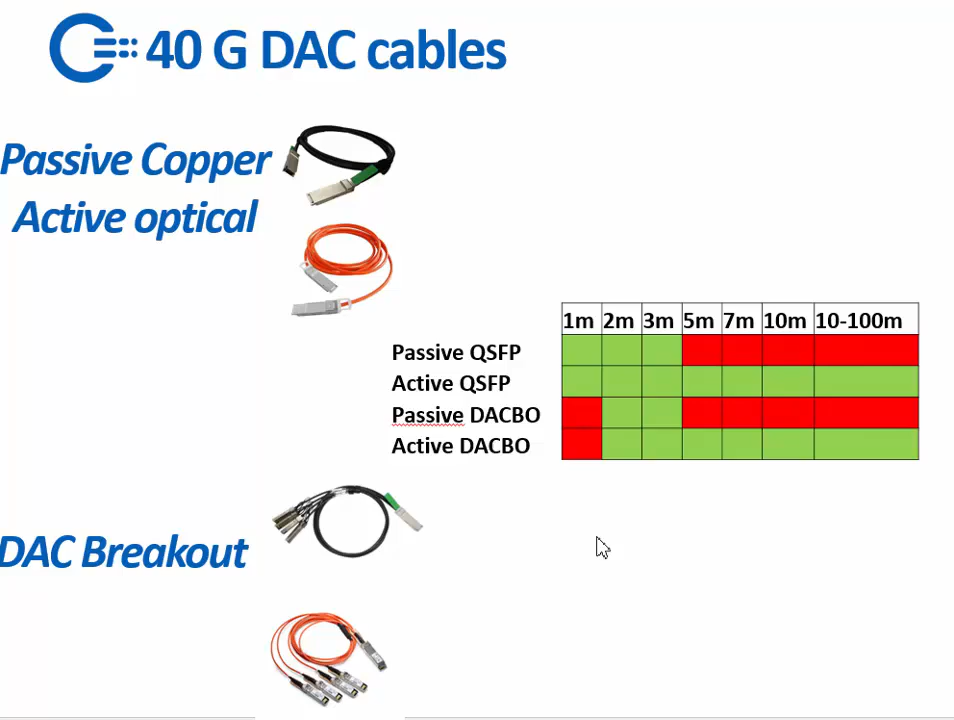 40 G DAC cables
Passive Copper
Active optical
1m 2m 3m 5m 7m 10m 10-100m
Passive QSFP
Active QSFP
Passive DACBO
Active DACBO
DAC Breakout